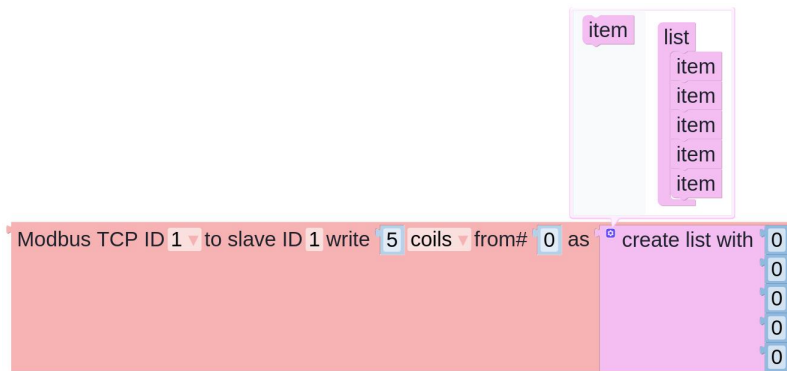 item
list
item
item
item
item
item
Modbus TCP ID 1 to slave ID 1 write 5 coils from# 0 as create list with 0
0
0
0
0